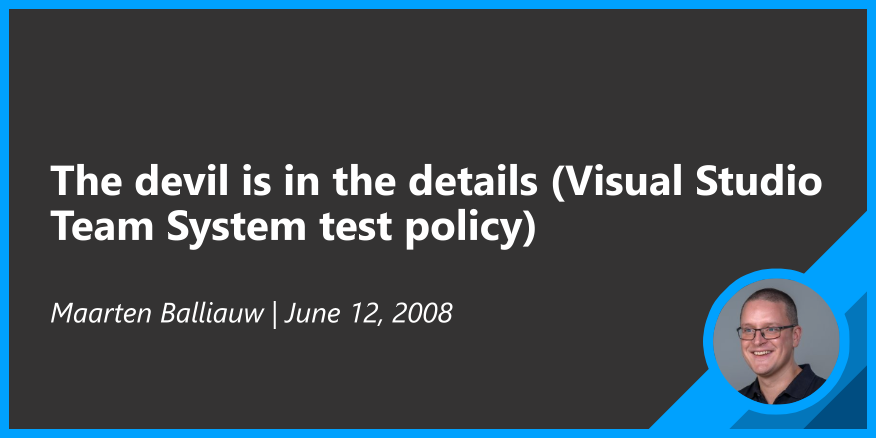 The devil is in the details (Visual Studio
Team System test policy)
Maarten Balliauw | June 12, 2008